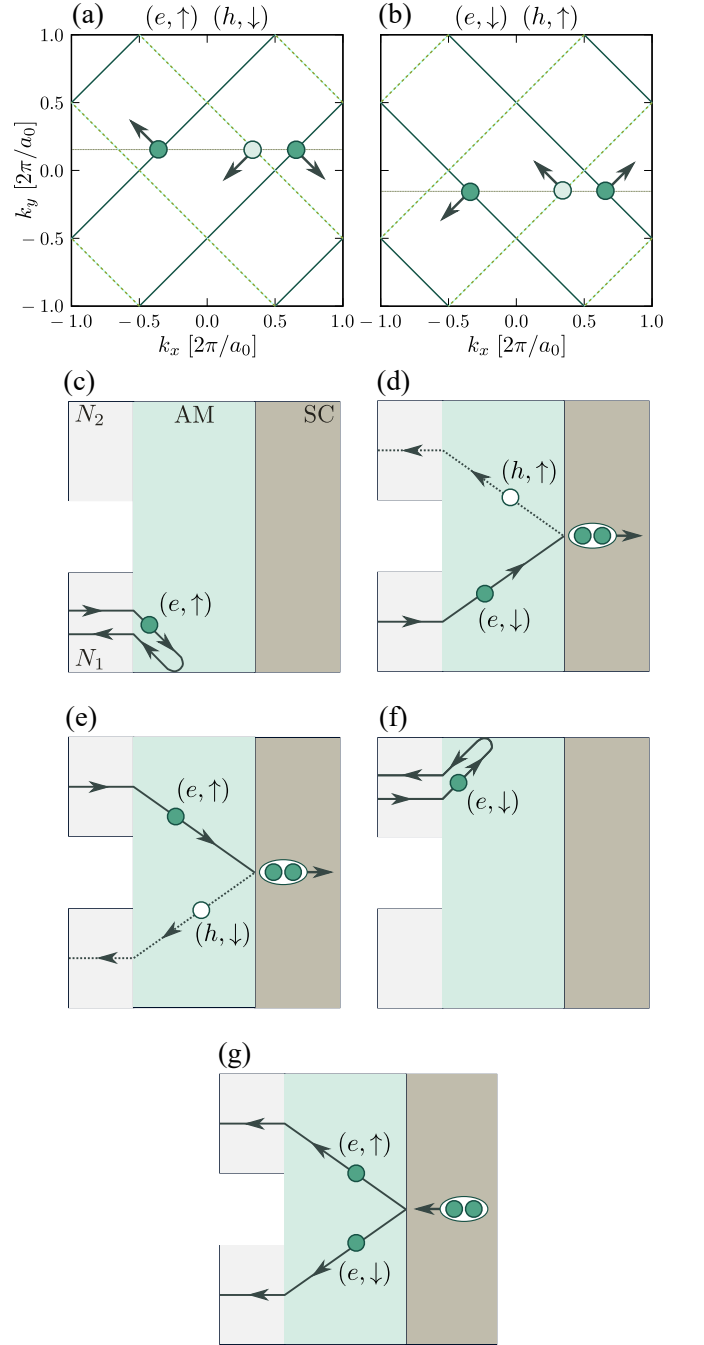 (a) (e, ↑) (h, ↓) (b) (e, ↓) (h, ↑)
1.0
0.5
0.0
−0.5
−1.0
k_y [2π/a_0]
−1.0 −0.5 0.0 0.5 1.0 −1.0 −0.5 0.0 0.5 1.0
k_x [2π/a_0] k_x [2π/a_0]
(c) (d)
N_2 AM SC
(h, ↑)
(e, ↑)
(e, ↓)
N_1
(e) (f)
(e, ↑)
(e, ↓)
(h, ↓)
(g)
(e, ↑)
(e, ↓)